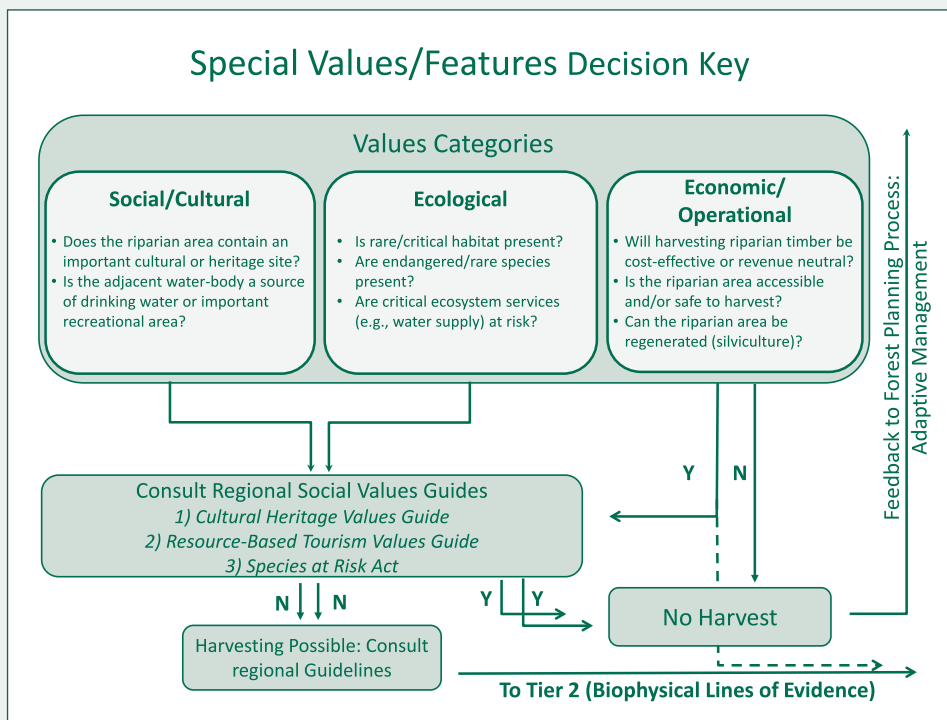 Special Values/Features Decision Key
Values Categories
Social/Cultural
• Does the riparian area contain an
important cultural or heritage site?
• Is the adjacent water-body a source
of drinking water or important
recreational area?
Ecological
• Is rare/critical habitat present?
• Are endangered/rare species
present?
• Are critical ecosystem services
(e.g., water supply) at risk?
Economic/
Operational
• Will harvesting riparian timber be
cost-effective or revenue neutral?
• Is the riparian area accessible
and/or safe to harvest?
• Can the riparian area be
regenerated (silviculture)?
Feedback to Forest Planning Process:
Adaptive Management
Y
N
Consult Regional Social Values Guides
1) Cultural Heritage Values Guide
2) Resource-Based Tourism Values Guide
3) Species at Risk Act
N
N
Y
Y
No Harvest
Harvesting Possible: Consult
regional Guidelines
To Tier 2 (Biophysical Lines of Evidence)